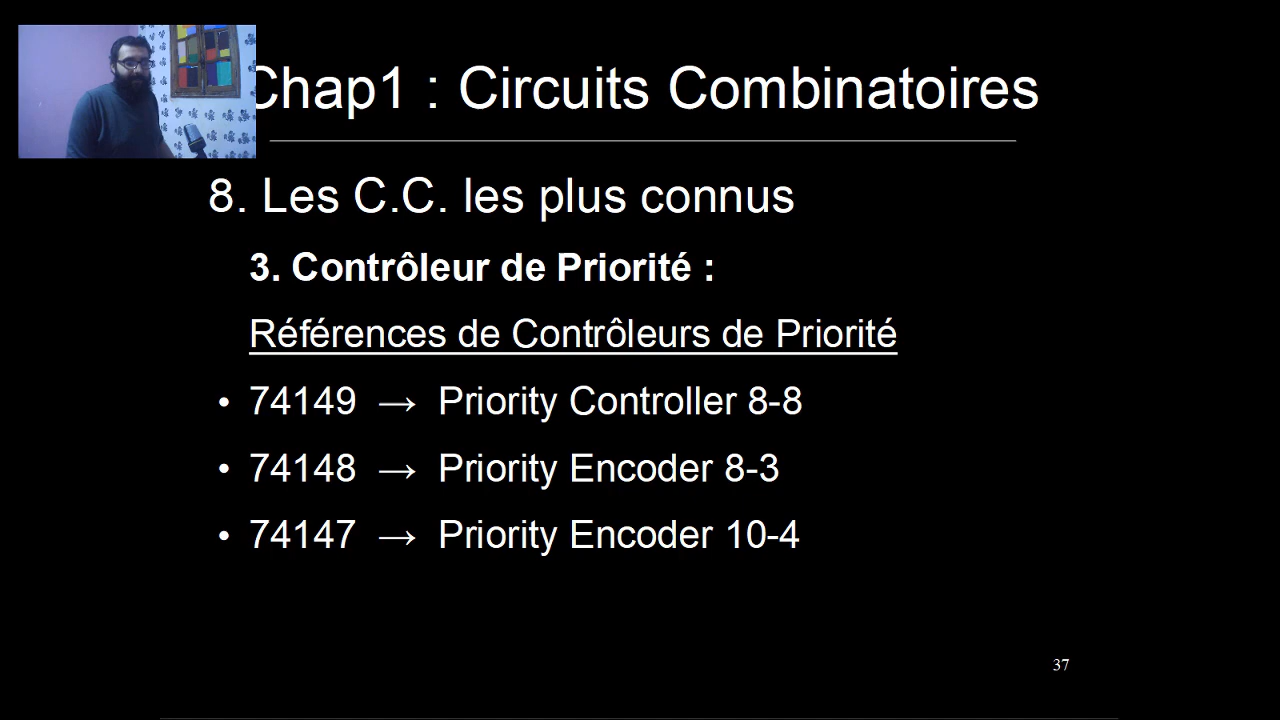 Chap1 : Circuits Combinatoires
8. Les C.C. les plus connus
3. Contrôleur de Priorité :
Références de Contrôleurs de Priorité
• 74149 → Priority Controller 8-8
• 74148 → Priority Encoder 8-3
• 74147 → Priority Encoder 10-4
37